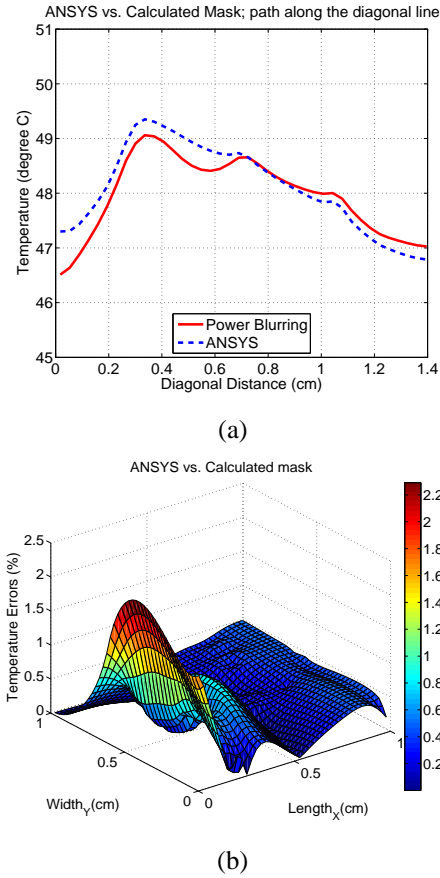 ANSYS vs. Calculated Mask; path along the diagonal line
51
50
49
48
47
46
45
Temperature (degree C)
Power Blurring
ANSYS
0 0.2 0.4 0.6 0.8 1 1.2 1.4
Diagonal Distance (cm)
(a)
ANSYS vs. Calculated mask
2.5
2
1.5
1
0.5
0
Temperature Errors (%)
1
0.5
0
Width_Y(cm)
0
0.5
1
Length_X(cm)
2.2
2
1.8
1.6
1.4
1.2
1
0.8
0.6
0.4
0.2
(b)